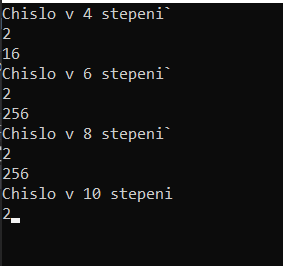 Chislo v 4 stepeni`
2
16
Chislo v 6 stepeni`
2
256
Chislo v 8 stepeni`
2
256
Chislo v 10 stepeni
2